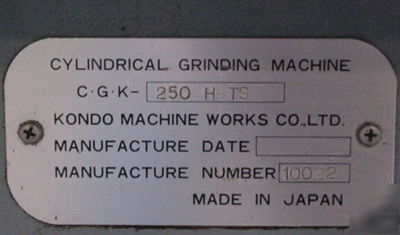 CYLINDRICAL GRINDING MACHINE
C·G·K- 250 H-TS
KONDO MACHINE WORKS CO.,LTD.
MANUFACTURE DATE
MANUFACTURE NUMBER
MADE IN JAPAN